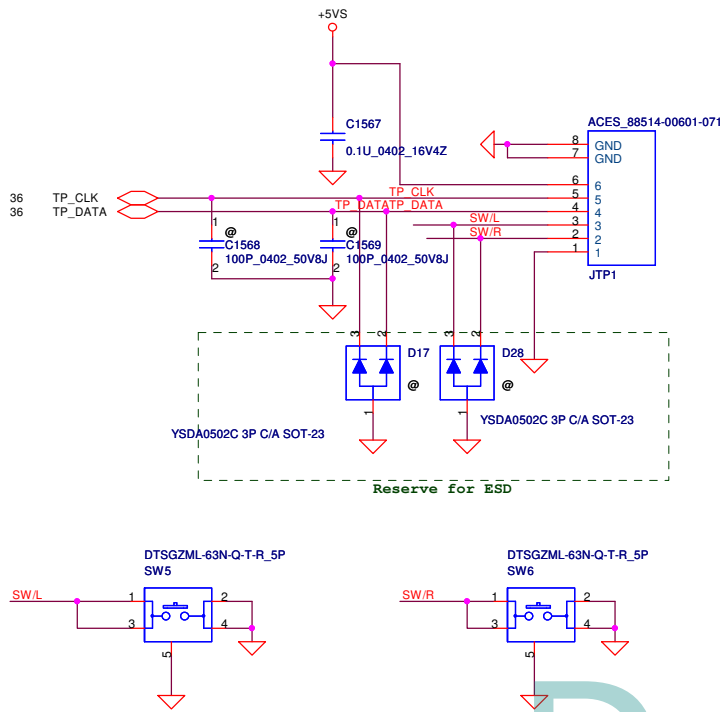 +5VS
C1567
0.1U_0402_16V4Z
ACES_88514-00601-071
8 GND
7 GND
6 6
36 TP_CLK TP_CLK 5 5
36 TP_DATA TP_DATATP_DATA 4 4
SW/L 3 3
SW/R 2 2
1 1
JTP1
1 @
C1568
100P_0402_50V8J
2
1 @
C1569
100P_0402_50V8J
2
3 2
D17
@
1
YSDA0502C 3P C/A SOT-23
3 2
D28
@
1
YSDA0502C 3P C/A SOT-23
Reserve for ESD
DTSGZML-63N-Q-T-R_5P
SW5
SW/L 1 2
3 4
5
DTSGZML-63N-Q-T-R_5P
SW6
SW/R 1 2
3 4
5